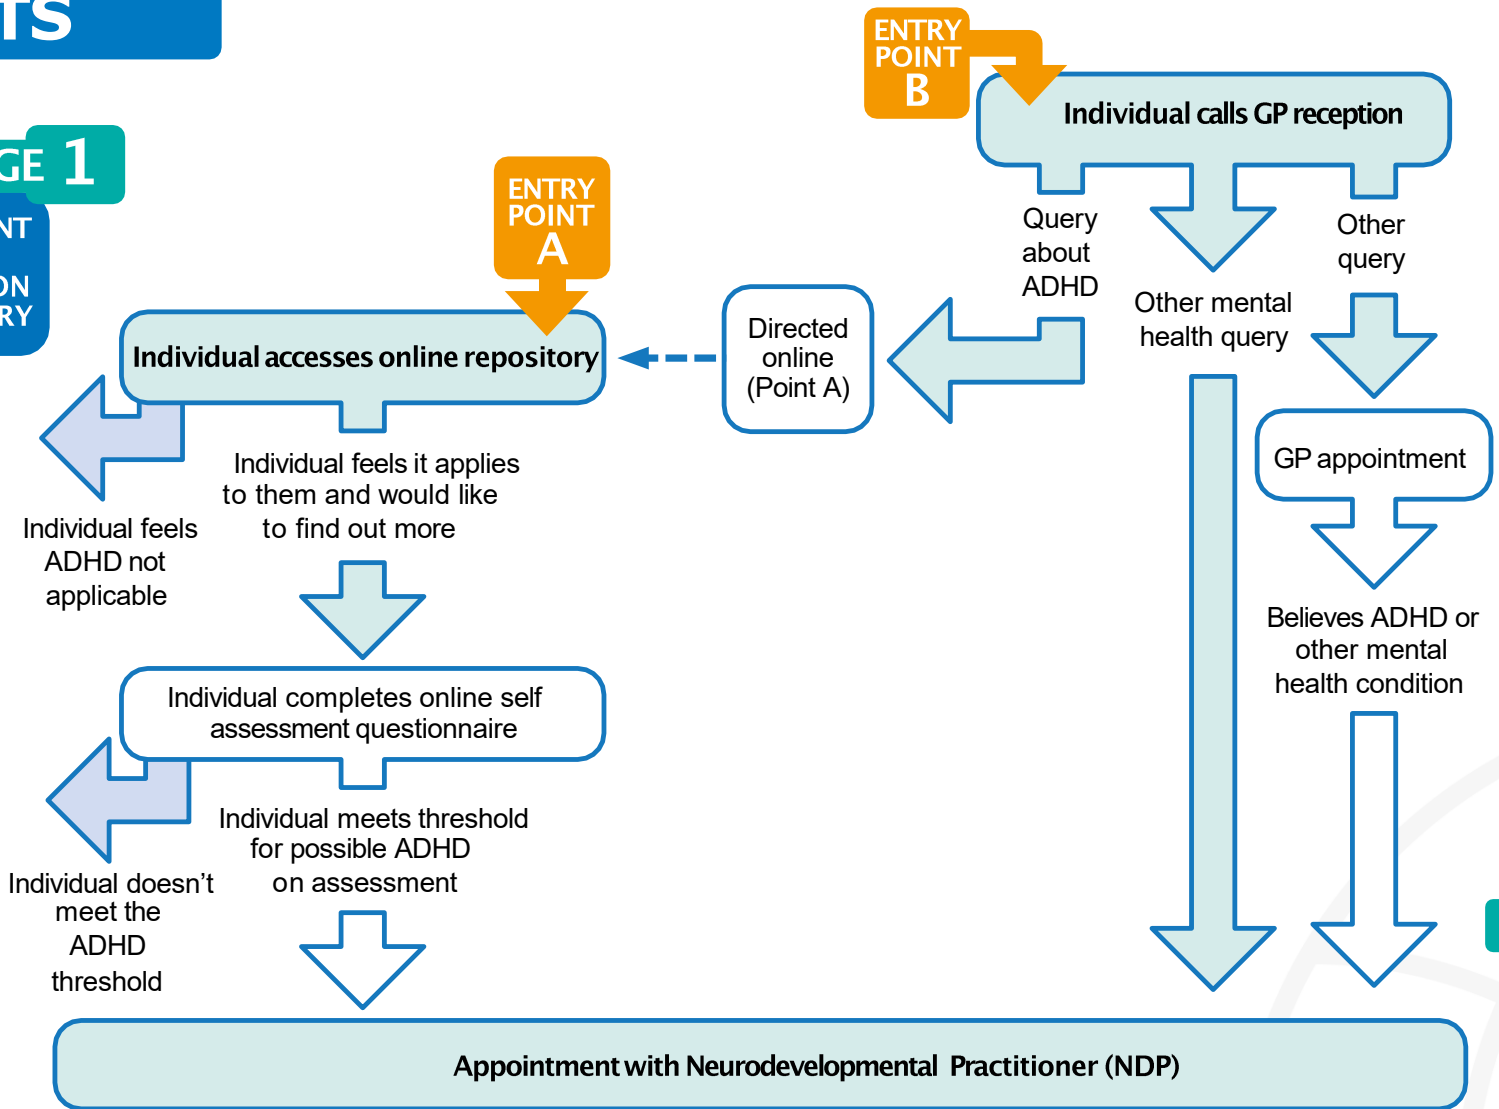 TS
GE 1
NT
ON
RY
ENTRY
POINT
A
ENTRY
POINT
B
Individual calls GP reception
Query
about
ADHD
Other mental
health query
Other
query
Directed
online
(Point A)
Individual accesses online repository
GP appointment
Individual feels
ADHD not
applicable
Individual feels it applies
to them and would like
to find out more
Believes ADHD or
other mental
health condition
Individual completes online self
assessment questionnaire
Individual doesn't
meet the
ADHD
threshold
Individual meets threshold
for possible ADHD
on assessment
Appointment with Neurodevelopmental Practitioner (NDP)